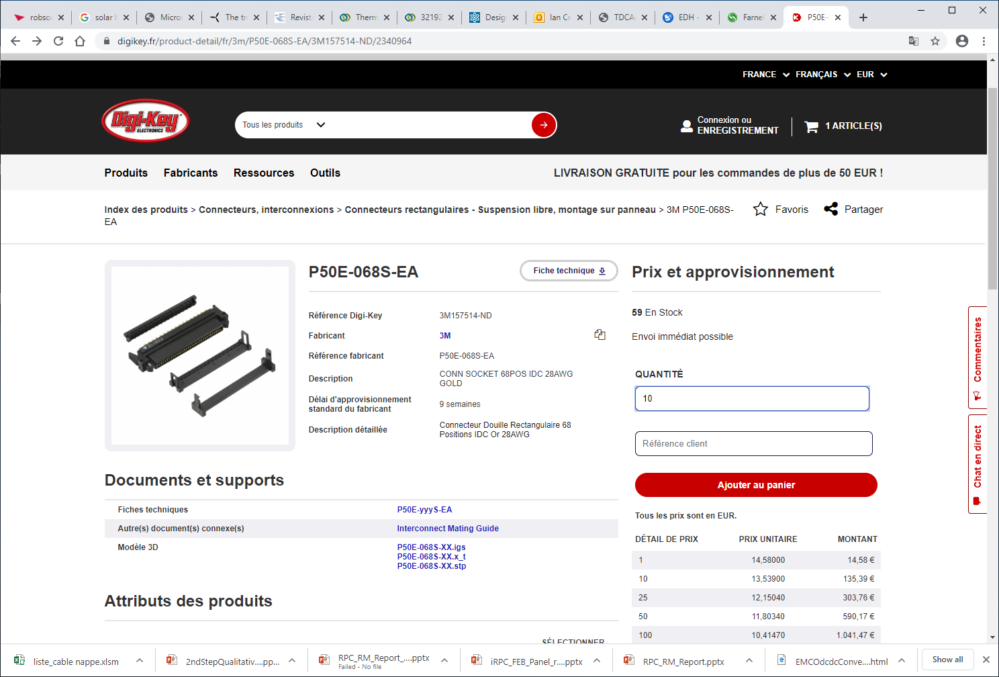 robsor
solar l
Micro:
The tr
Revist
Therm
32192
Desig
Ian Cr
TDCA
EDH -
Farnel
P50E-
digikey.fr/product-detail/fr/3m/P50E-068S-EA/3M157514-ND/2340964
FRANCE FRANÇAIS EUR
Digi-Key
ELECTRONICS
Tous les produits
Connexion ou
ENREGISTREMENT
1 ARTICLE(S)
Produits Fabricants Ressources Outils
LIVRAISON GRATUITE pour les commandes de plus de 50 EUR !
Index des produits > Connecteurs, interconnexions > Connecteurs rectangulaires - Suspension libre, montage sur panneau > 3M P50E-068S-
EA
Favoris Partager
P50E-068S-EA
Fiche technique
Référence Digi-Key 3M157514-ND
Fabricant 3M
Référence fabricant P50E-068S-EA
Description CONN SOCKET 68POS IDC 28AWG
GOLD
Délai d'approvisionnement
standard du fabricant 9 semaines
Description détaillée Connecteur Douille Rectangulaire 68
Positions IDC Or 28AWG
Prix et approvisionnement
59 En Stock
Envoi immédiat possible
QUANTITÉ
10
Référence client
Ajouter au panier
Tous les prix sont en EUR.
DÉTAIL DE PRIX PRIX UNITAIRE MONTANT
1 14,58000 14,58 €
10 13,53900 135,39 €
25 12,15040 303,76 €
50 11,80340 590,17 €
100 10,41470 1.041,47 €
Commentaires
Chat en direct
Documents et supports
Fiches techniques P50E-yyyS-EA
Autre(s) document(s) connexe(s) Interconnect Mating Guide
Modèle 3D P50E-068S-XX.igs
P50E-068S-XX.x_t
P50E-068S-XX.stp
Attributs des produits
SÉLECTIONNER
liste_cable nappe.xlsm
2ndStepQualitativ....pp...
RPC_RM_Report_....pptx
Failed - No file
iRPC_FEB_Panel_r....pptx
RPC_RM_Report.pptx
EMCOdcdcConve....html
Show all